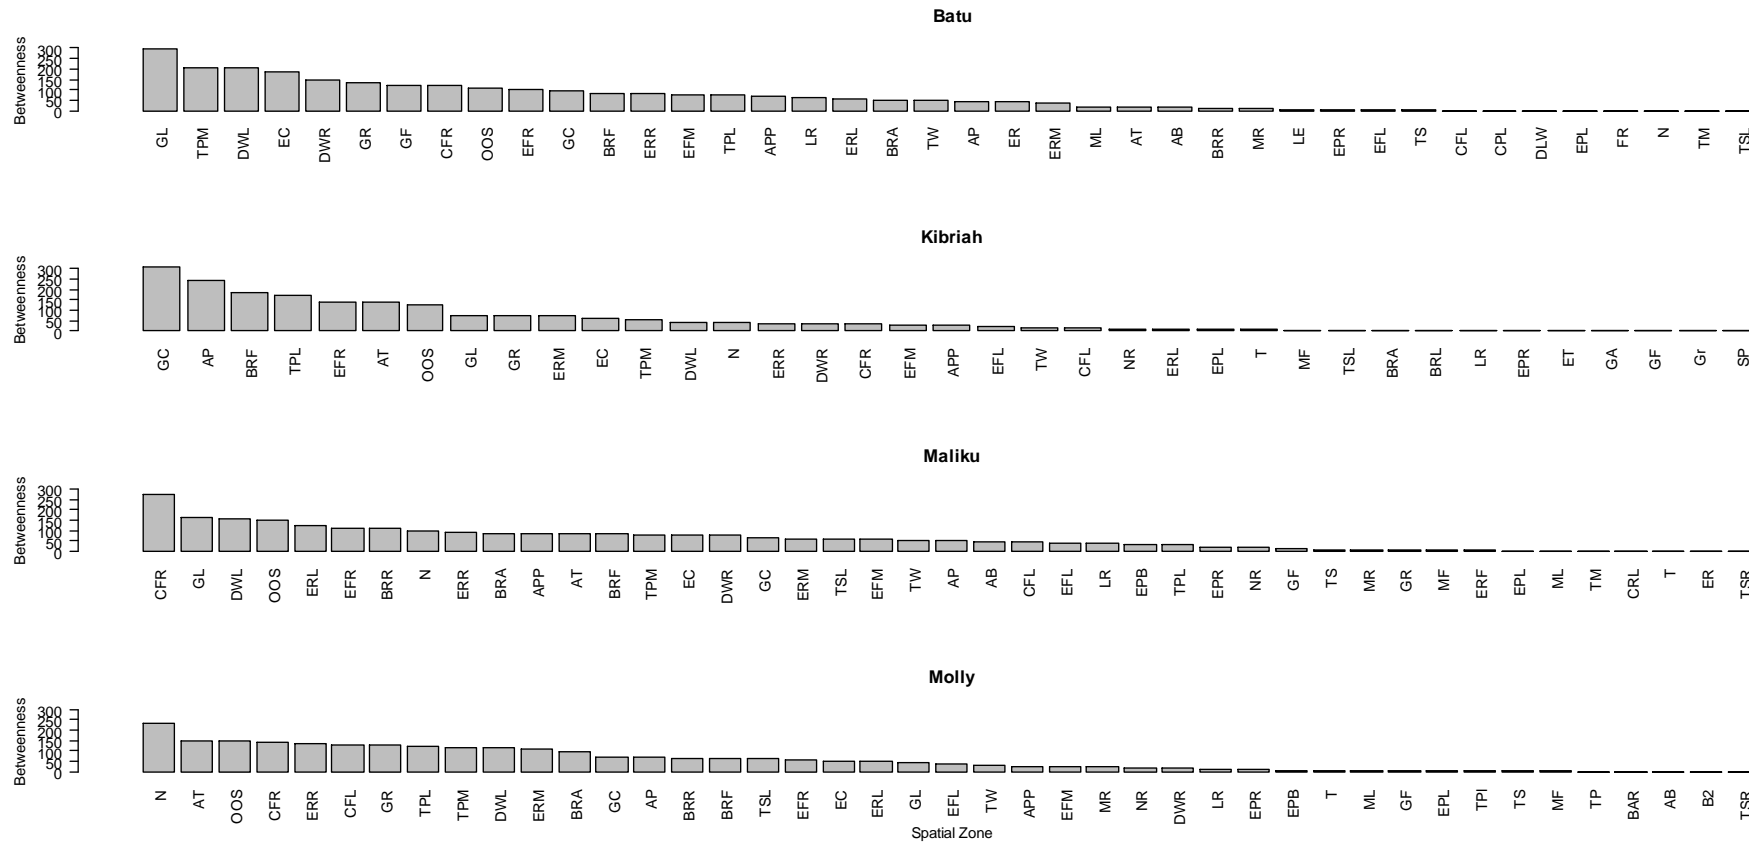 Batu
Betweenness
300
250
200
150
100
50
0
GL TPM DWL EC DWR GR GF CFR OOS EFR GC BRF ERR EFM TPL APP LR ERL BRA TW AP ER ERM ML AT AB BRR MR LE EPR EFL TS CFL CPL DLW EPL FR N TM TSL
Kibriah
Betweenness
300
250
200
150
100
50
0
GC AP BRF TPL EFR AT OOS GL GR ERM EC TPM DWL N ERR DWR CFR EFM APP EFL TW CFL NR ERL EPL T MF TSL BRA BRL LR EPR ET GA GF Gr SP
Maliku
Betweenness
300
250
200
150
100
50
0
CFR GL DWL OOS ERL EFR BRR N ERR BRA APP AT BRF TPM EC DWR GC ERM TSL EFM TW AP AB CFL EFL LR EPB TPL EPR NR GF TS MR GR MF ERF EPL ML TM CRL T ER TSR
Molly
Betweenness
300
250
200
150
100
50
0
N AT OOS CFR ERR CFL GR TPL TPM DWL ERM BRA GC AP BRR BRF TSL EFR EC ERL GL EFL TW APP EFM MR NR DWR LR EPR EPB T ML GF EPL TPI TS MF TP BAR AB B2 TSR
Spatial Zone